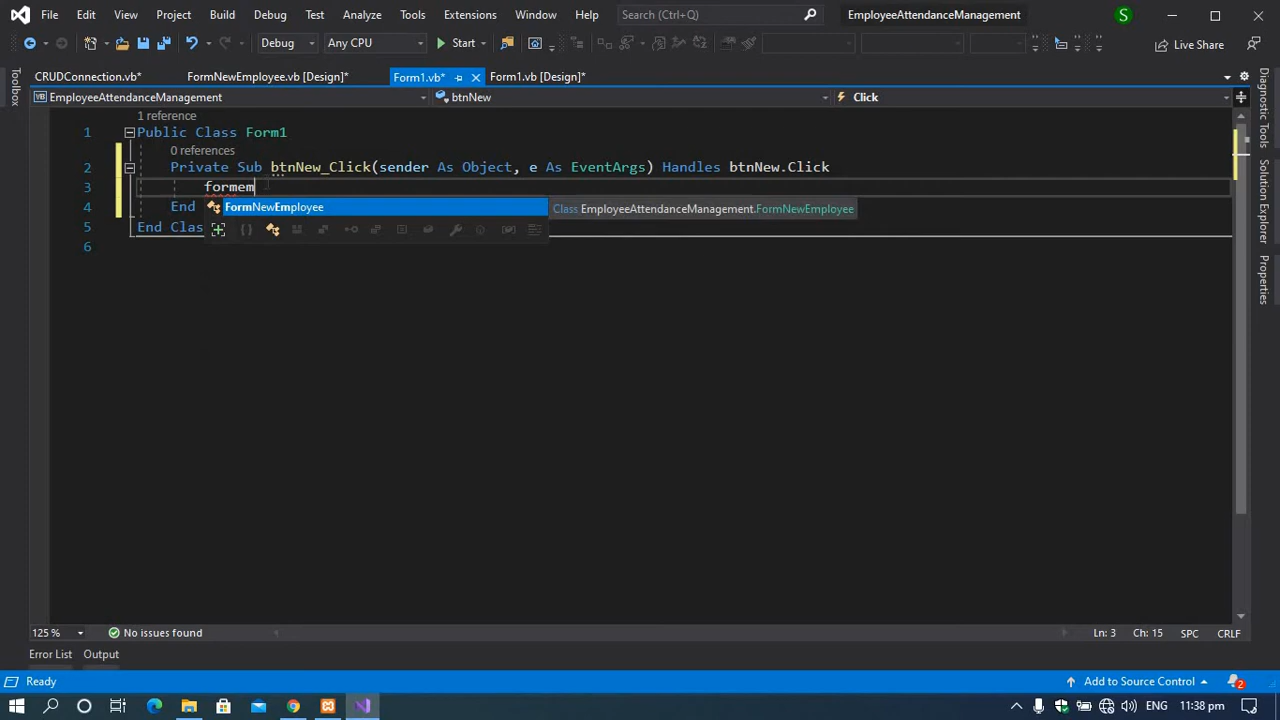 File Edit View Project Build Debug Test Analyze Tools Extensions Window Help Search (Ctrl+Q) EmployeeAttendanceManagement S
Debug Any CPU Start Live Share
CRUDConnection.vb* FormNewEmployee.vb [Design]* Form1.vb* Form1.vb [Design]*
EmployeeAttendanceManagement btnNew Click
Toolbox
Diagnostic Tools
Solution Explorer
Properties
1 reference
1 Public Class Form1
0 references
2 Private Sub btnNew_Click(sender As Object, e As EventArgs) Handles btnNew.Click
3 formem
4 End
FormNewEmployee Class EmployeeAttendanceManagement.FormNewEmployee
5 End Clas
6
125 % No issues found Ln: 3 Ch: 15 SPC CRLF
Error List Output
Ready Add to Source Control 2
ENG 11:38 pm 2